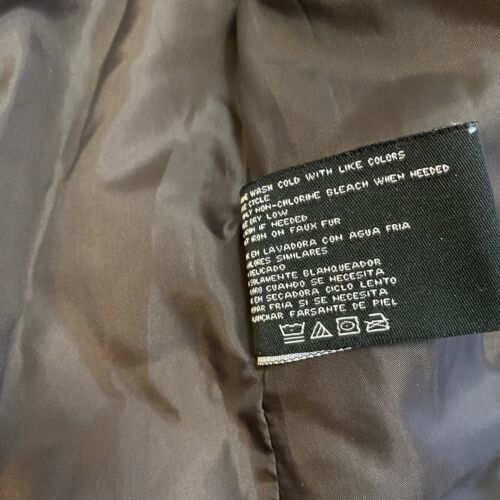 WASH COLD WITH LIKE COLORS
CYCLE
NON-CHLORINE BLEACH WHEN NEEDED
DRY LOW
IF NEEDED
IRON ON FAUX FUR
EN LAVADORA CON AGUA FRIA
SIMILARES
SOLAMENTE BLANQUEADOR
CUANDO SE NECESITA
EN SECADORA CICLO LENTO
FRIA SI SE NECESITA
FARSANTE DE PIEL